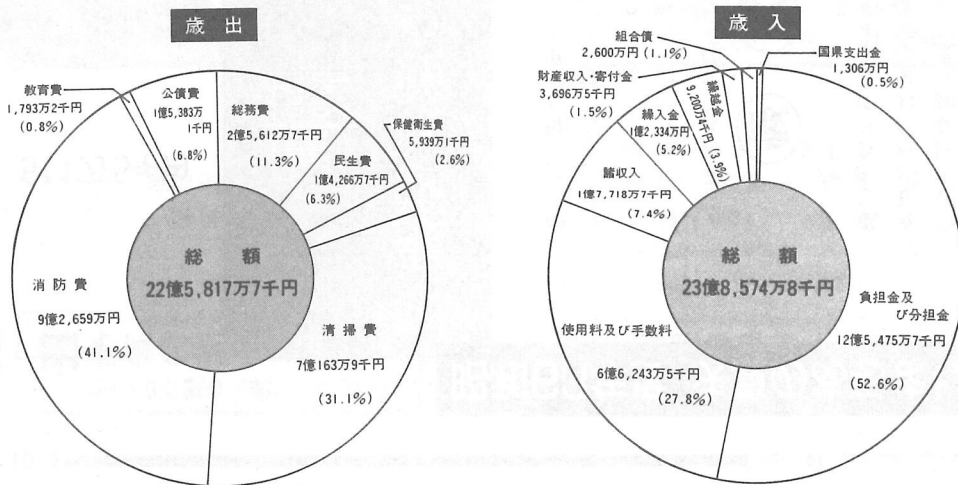 歳出
教育費
1,793万2千円
(0.8%)
公債費
1億5,383万
1千円
(6.8%)
総務費
2億5,612万7千円
(11.3%)
保健衛生費
5,939万1千円
(2.6%)
民生費
1億4,266万7千円
(6.3%)
総額
22億5,817万7千円
消防費
9億2,659万円
(41.1%)
清掃費
7億163万9千円
(31.1%)
歳入
組合債
2,600万円(1.1%)
国県支出金
1,306万円
(0.5%)
財産収入・寄付金
3,696万5千円
(1.5%)
繰越金
9,200万4千円(3.9%)
繰入金
1億2,334万円
(5.2%)
諸収入
1億7,718万7千円
(7.4%)
総額
23億8,574万8千円
使用料及び手数料
6億6,243万5千円
(27.8%)
負担金及
び分担金
12億5,475万7千円
(52.6%)